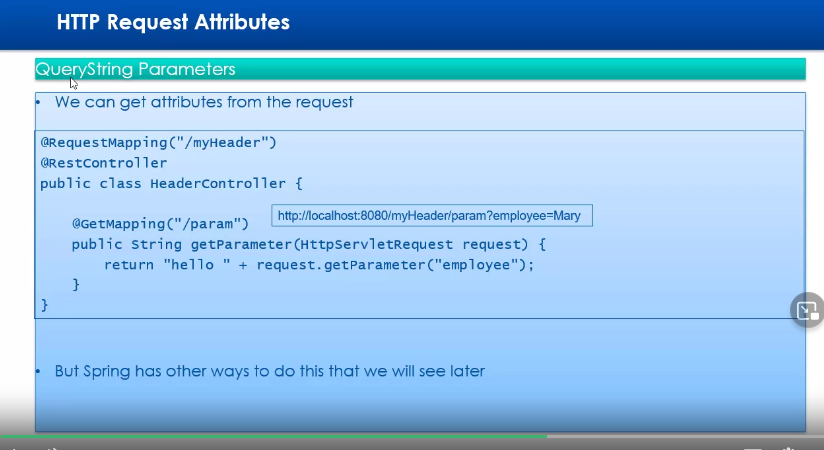 HTTP Request Attributes
QueryString Parameters
• We can get attributes from the request
@RequestMapping("/myHeader")
@RestController
public class HeaderController {
@GetMapping("/param")
http://localhost:8080/myHeader/param?employee=Mary
public String getParameter(HttpServletRequest request) {
return "hello " + request.getParameter("employee");
}
}
• But Spring has other ways to do this that we will see later